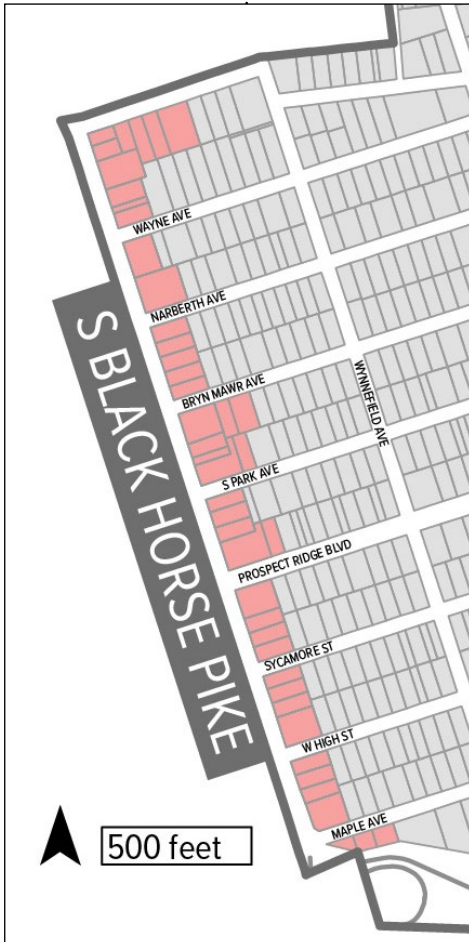 WAYNE AVE
NARBERTH AVE
BRYN MAWR AVE
WYNNEFIELD AVE
S BLACK HORSE PIKE
S PARK AVE
PROSPECT RIDGE BLVD
SYCAMORE ST
W HIGH ST
MAPLE AVE
500 feet